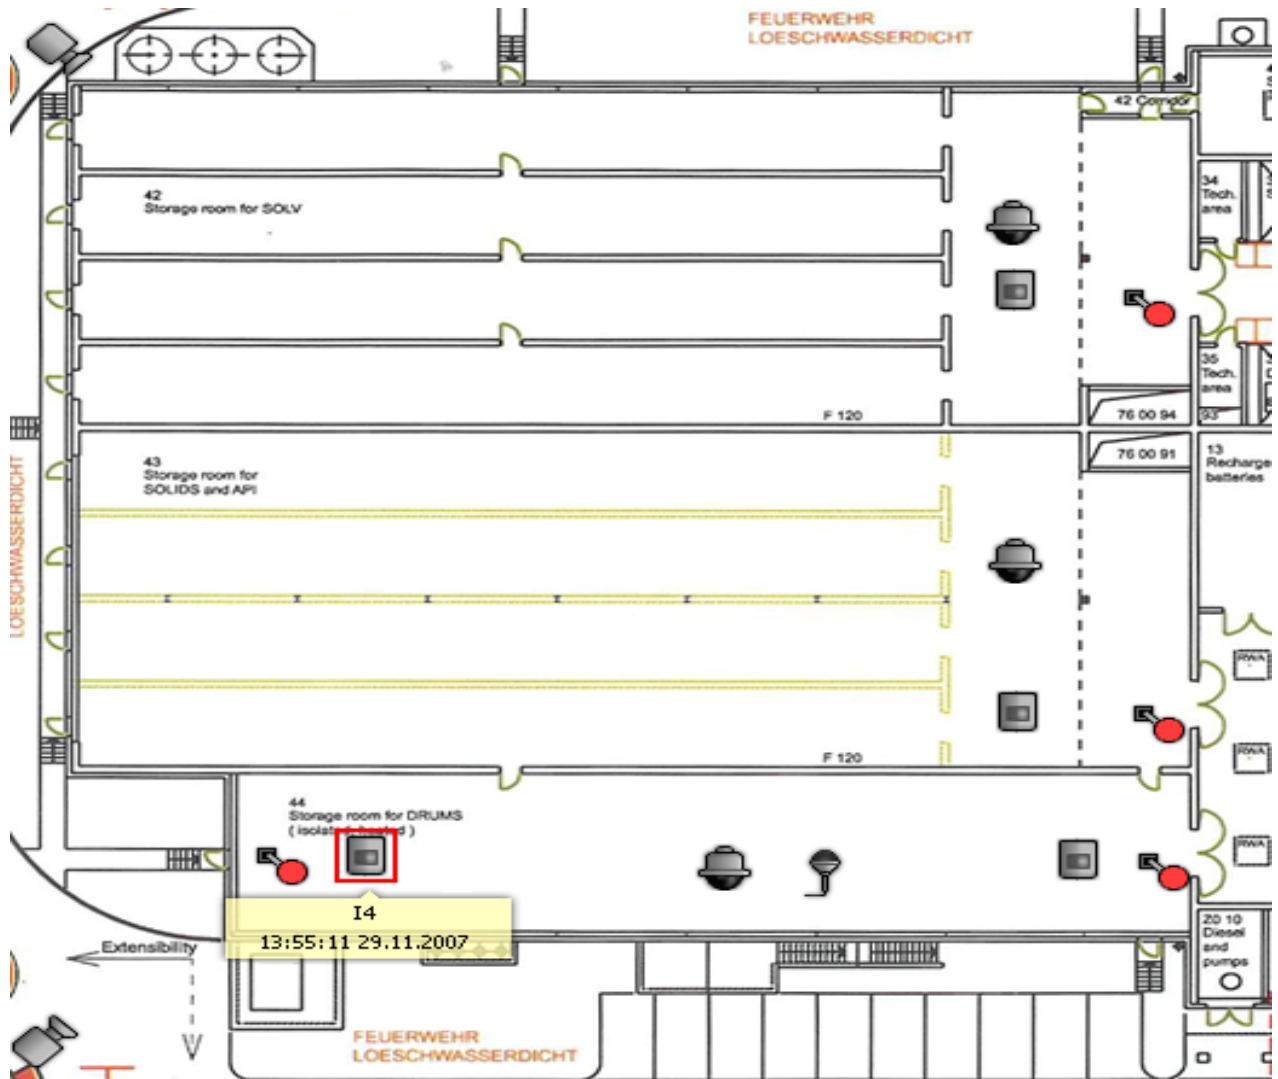 FEUERWEHR
LOESCHWASSERDICHT
42 Corridor
42
Storage room for SOLV
34
Tech.
area
35
Tech.
area
F 120
76 00 94
93
76 00 91
43
Storage room for
SOLIDS and API
13
Recharge
batteries
LOESCHWASSERDICHT
RWA
RWA
F 120
44
Storage room for DRUMS
( isolated, heated )
RWA
I4
13:55:11 29.11.2007
Extensibility
Z0 10
Diesel
and
pumps
FEUERWEHR
LOESCHWASSERDICHT